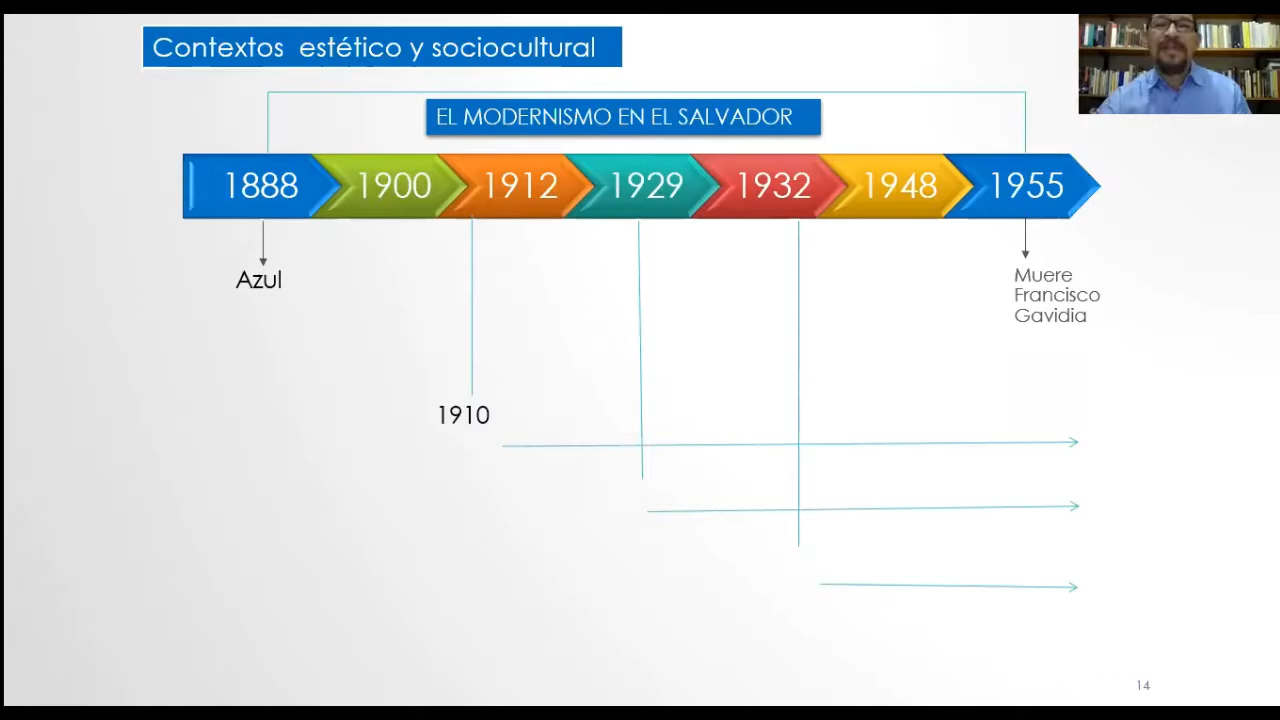 Contextos estético y sociocultural
EL MODERNISMO EN EL SALVADOR
1888 1900 1912 1929 1932 1948 1955
Azul
Muere
Francisco
Gavidia
1910
14